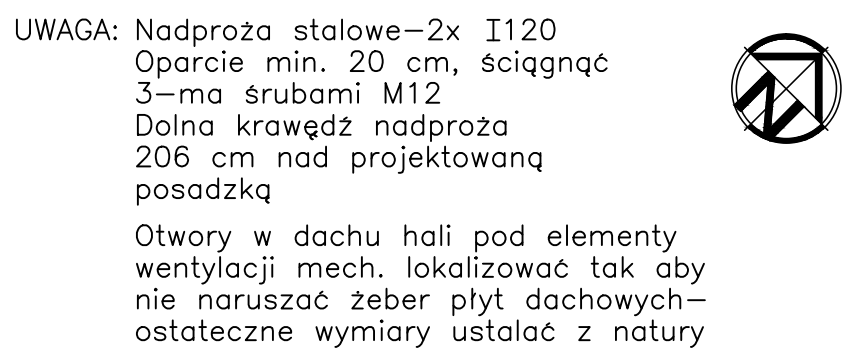 UWAGA: Nadproża stalowe-2x I120
Oparcie min. 20 cm, ściągnąć
3-ma śrubami M12
Dolna krawędź nadproża
206 cm nad projektowaną
posadzką
Otwory w dachu hali pod elementy
wentylacji mech. lokalizować tak aby
nie naruszać żeber płyt dachowych-
ostateczne wymiary ustalać z natury
N